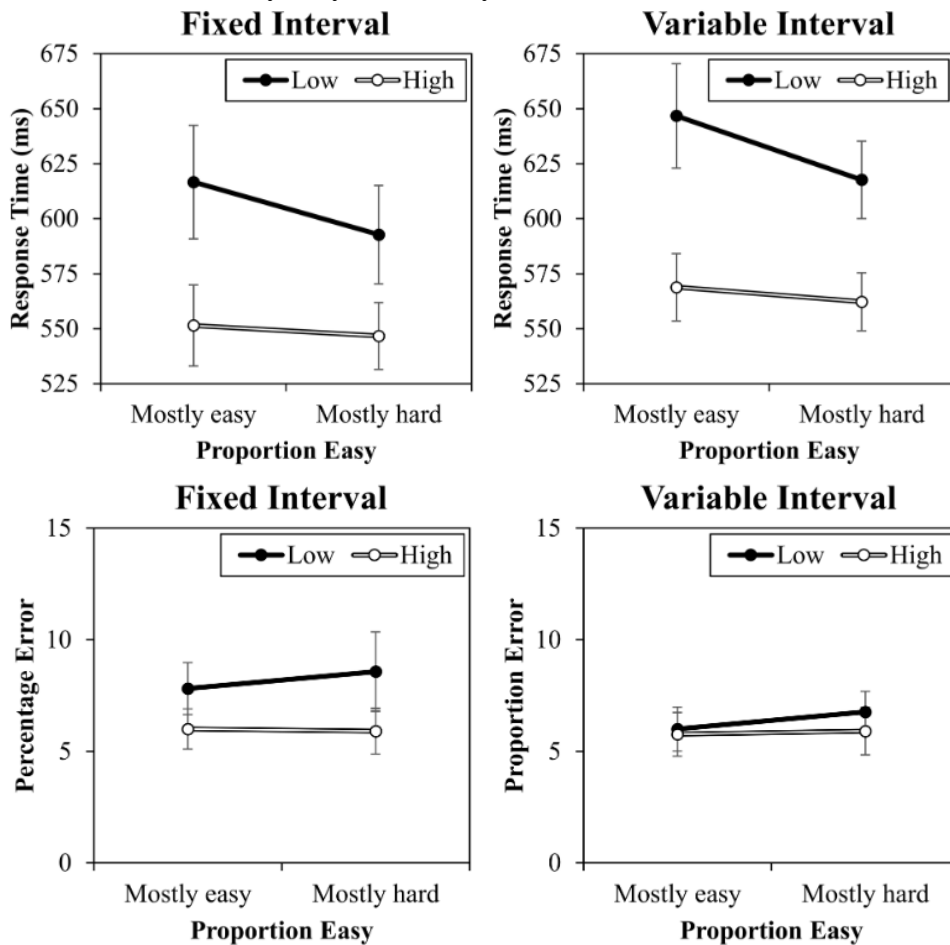 Fixed Interval
Low High
Response Time (ms)
675
650
625
600
575
550
525
Mostly easy Mostly hard
Proportion Easy
Variable Interval
Low High
Response Time (ms)
675
650
625
600
575
550
525
Mostly easy Mostly hard
Proportion Easy
Fixed Interval
Low High
Percentage Error
15
10
5
0
Mostly easy Mostly hard
Proportion Easy
Variable Interval
Low High
Proportion Error
15
10
5
0
Mostly easy Mostly hard
Proportion Easy